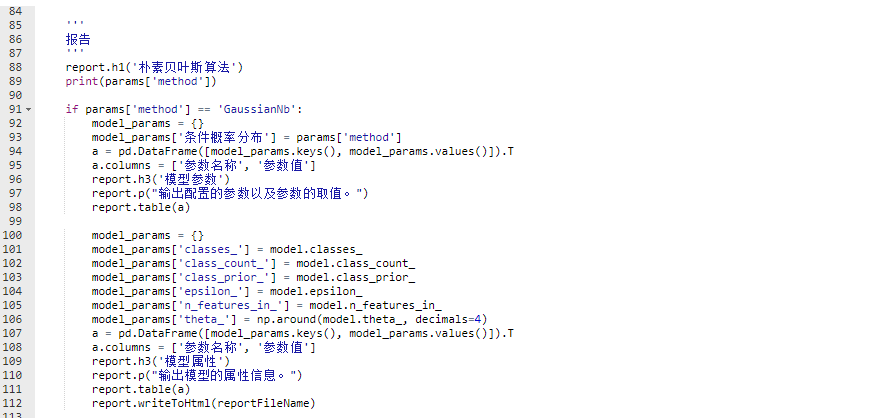 84
85 '''
86 报告
87 '''
88 report.h1('朴素贝叶斯算法')
89 print(params['method'])
90
91 if params['method'] == 'GaussianNb':
92 model_params = {}
93 model_params['条件概率分布'] = params['method']
94 a = pd.DataFrame([model_params.keys(), model_params.values()]).T
95 a.columns = ['参数名称', '参数值']
96 report.h3('模型参数')
97 report.p("输出配置的参数以及参数的取值。")
98 report.table(a)
99
100 model_params = {}
101 model_params['classes_'] = model.classes_
102 model_params['class_count_'] = model.class_count_
103 model_params['class_prior_'] = model.class_prior_
104 model_params['epsilon_'] = model.epsilon_
105 model_params['n_features_in_'] = model.n_features_in_
106 model_params['theta_'] = np.around(model.theta_, decimals=4)
107 a = pd.DataFrame([model_params.keys(), model_params.values()]).T
108 a.columns = ['参数名称', '参数值']
109 report.h3('模型属性')
110 report.p("输出模型的属性信息。")
111 report.table(a)
112 report.writeToHtml(reportFileName)
113